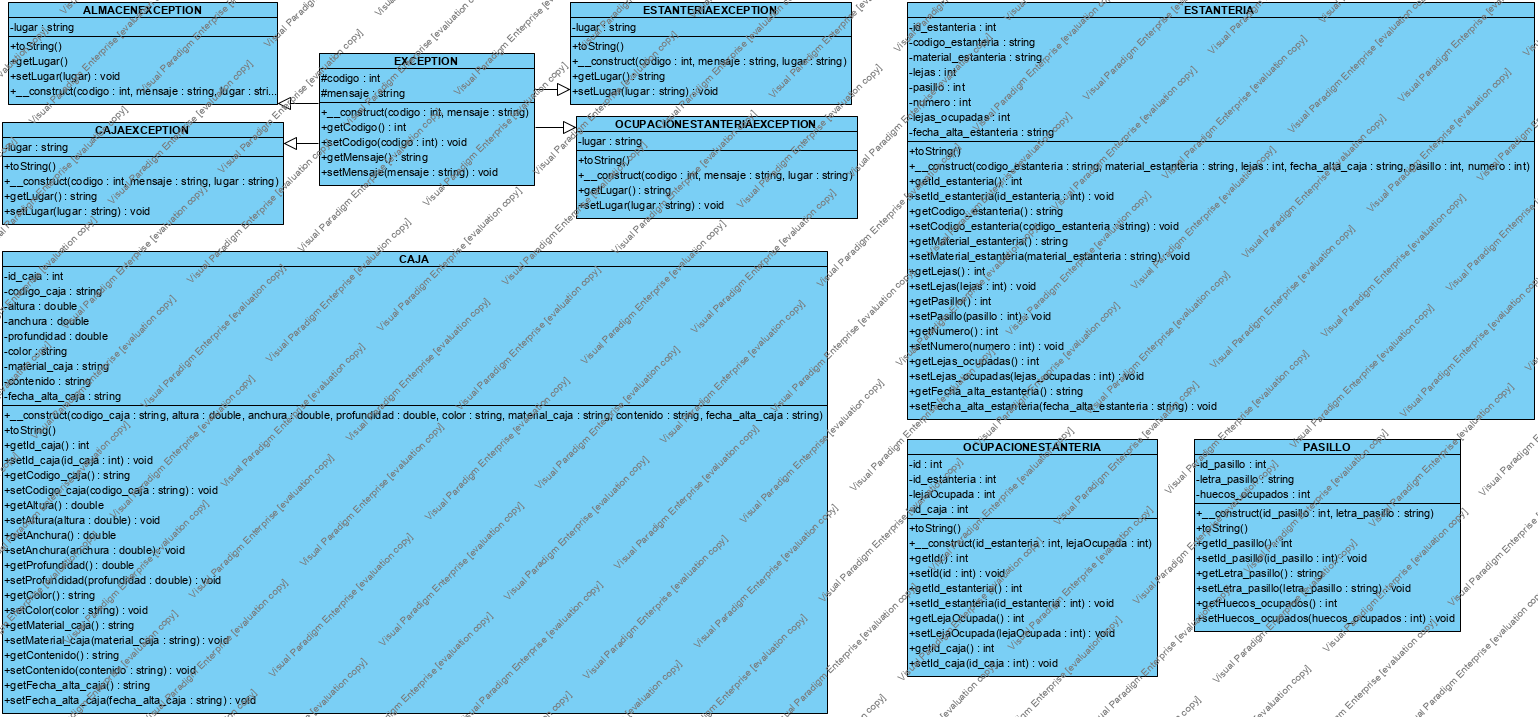 ALMACENEXCEPTION
-lugar : string
+toString()
+getLugar()
+setLugar(lugar) : void
+__construct(codigo : int, mensaje : string, lugar : stri...
CAJAEXCEPTION
-lugar : string
+toString()
+__construct(codigo : int, mensaje : string, lugar : string)
+getLugar() : string
+setLugar(lugar : string) : void
EXCEPTION
#codigo : int
#mensaje : string
+__construct(codigo : int, mensaje : string)
+getCodigo() : int
+setCodigo(codigo : int) : void
+getMensaje() : string
+setMensaje(mensaje : string) : void
ESTANTERIAEXCEPTION
-lugar : string
+toString()
+__construct(codigo : int, mensaje : string, lugar : string)
+getLugar() : string
+setLugar(lugar : string) : void
OCUPACIONESTANTERIAEXCEPTION
-lugar : string
+toString()
+__construct(codigo : int, mensaje : string, lugar : string)
+getLugar() : string
+setLugar(lugar : string) : void
CAJA
-id_caja : int
-codigo_caja : string
-altura : double
-anchura : double
-profundidad : double
-color : string
-material_caja : string
-contenido : string
-fecha_alta_caja : string
+__construct(codigo_caja : string, altura : double, anchura : double, profundidad : double, color : string, material_caja : string, contenido : string, fecha_alta_caja : string)
+toString()
+getId_caja() : int
+setId_caja(id_caja : int) : void
+getCodigo_caja() : string
+setCodigo_caja(codigo_caja : string) : void
+getAltura() : double
+setAltura(altura : double) : void
+getAnchura() : double
+setAnchura(anchura : double) : void
+getProfundidad() : double
+setProfundidad(profundidad : double) : void
+getColor() : string
+setColor(color : string) : void
+getMaterial_caja() : string
+setMaterial_caja(material_caja : string) : void
+getContenido() : string
+setContenido(contenido : string) : void
+getFecha_alta_caja() : string
+setFecha_alta_caja(fecha_alta_caja : string) : void
ESTANTERIA
-id_estanteria : int
-codigo_estanteria : string
-material_estanteria : string
-lejas : int
-pasillo : int
-numero : int
-lejas_ocupadas : int
-fecha_alta_estanteria : string
+toString()
+__construct(codigo_estanteria : string, material_estanteria : string, lejas : int, fecha_alta_caja : string, pasillo : int, numero : int)
+getId_estanteria() : int
+setId_estanteria(id_estanteria : int) : void
+getCodigo_estanteria() : string
+setCodigo_estanteria(codigo_estanteria : string) : void
+getMaterial_estanteria() : string
+setMaterial_estanteria(material_estanteria : string) : void
+getLejas() : int
+setLejas(lejas : int) : void
+getPasillo() : int
+setPasillo(pasillo : int) : void
+getNumero() : int
+setNumero(numero : int) : void
+getLejas_ocupadas() : int
+setLejas_ocupadas(lejas_ocupadas : int) : void
+getFecha_alta_estanteria() : string
+setFecha_alta_estanteria(fecha_alta_estanteria : string) : void
OCUPACIONESTANTERIA
-id : int
-id_estanteria : int
-lejaOcupada : int
-id_caja : int
+toString()
+__construct(id_estanteria : int, lejaOcupada : int)
+getId() : int
+setId(id : int) : void
+getId_estanteria() : int
+setId_estanteria(id_estanteria : int) : void
+getLejaOcupada() : int
+setLejaOcupada(lejaOcupada : int) : void
+getId_caja() : int
+setId_caja(id_caja : int) : void
PASILLO
-id_pasillo : int
-letra_pasillo : string
-huecos_ocupados : int
+__construct(id_pasillo : int, letra_pasillo : string)
+toString()
+getId_pasillo() : int
+setId_pasillo(id_pasillo : int) : void
+getLetra_pasillo() : string
+setLetra_pasillo(letra_pasillo : string) : void
+getHuecos_ocupados() : int
+setHuecos_ocupados(huecos_ocupados : int) : void
Visual Paradigm Enterprise [evaluation copy]